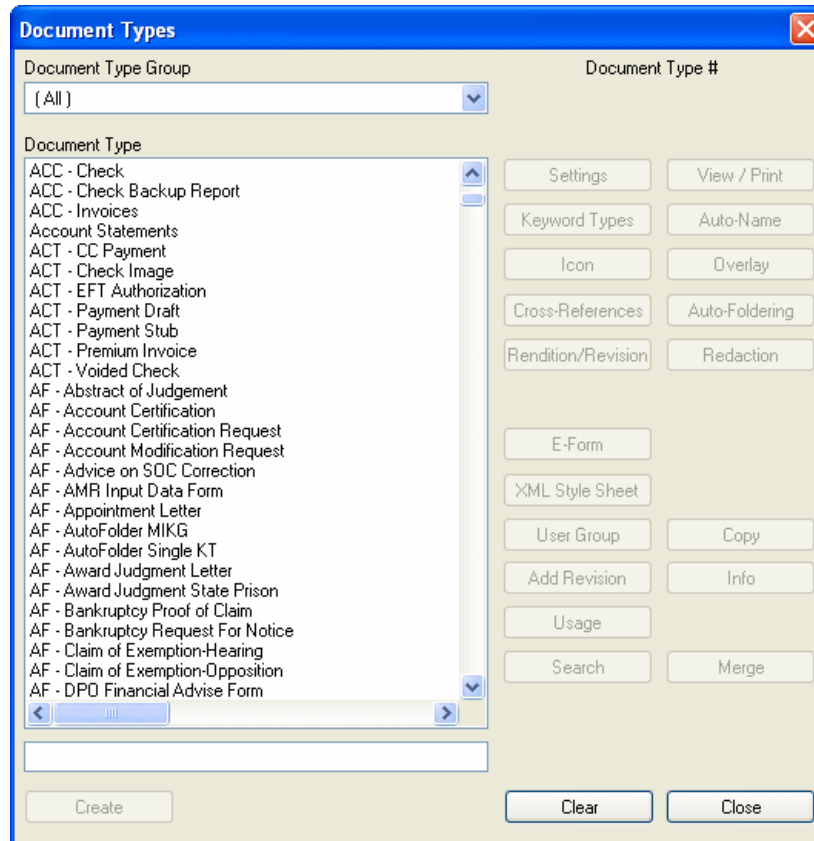 Document Types
Document Type Group
Document Type #
( All )
Document Type
ACC - Check
ACC - Check Backup Report
ACC - Invoices
Account Statements
ACT - CC Payment
ACT - Check Image
ACT - EFT Authorization
ACT - Payment Draft
ACT - Payment Stub
ACT - Premium Invoice
ACT - Voided Check
AF - Abstract of Judgement
AF - Account Certification
AF - Account Certification Request
AF - Account Modification Request
AF - Advice on SOC Correction
AF - AMR Input Data Form
AF - Appointment Letter
AF - AutoFolder MIKG
AF - AutoFolder Single KT
AF - Award Judgment Letter
AF - Award Judgment State Prison
AF - Bankruptcy Proof of Claim
AF - Bankruptcy Request For Notice
AF - Claim of Exemption-Hearing
AF - Claim of Exemption-Opposition
AF - DPO Financial Advise Form
Settings
View / Print
Keyword Types
Auto-Name
Icon
Overlay
Cross-References
Auto-Foldering
Rendition/Revision
Redaction
E-Form
XML Style Sheet
User Group
Copy
Add Revision
Info
Usage
Search
Merge
Create
Clear
Close